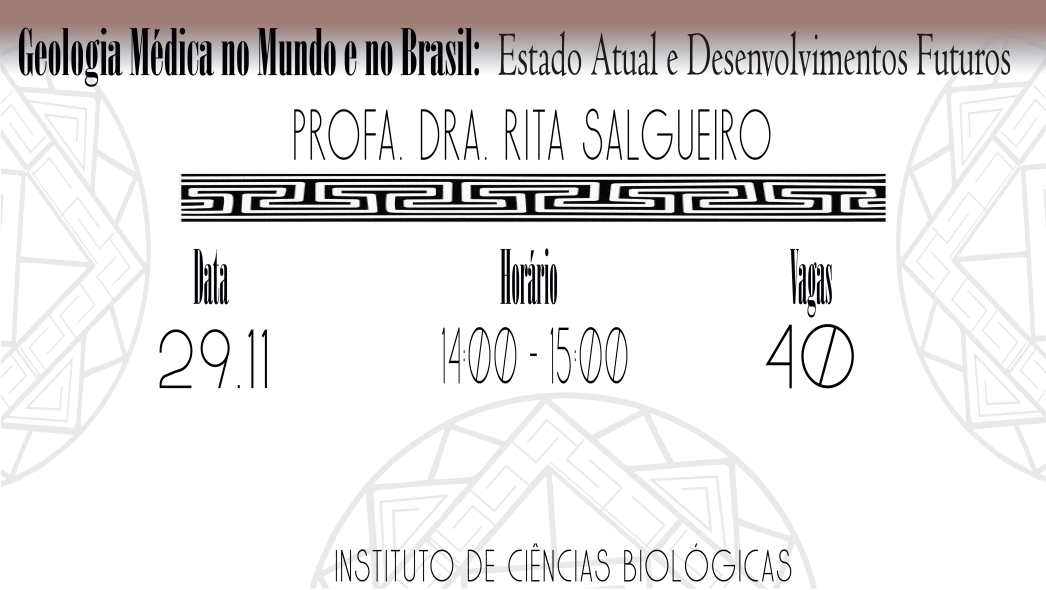 Geologia Médica no Mundo e no Brasil: Estado Atual e Desenvolvimentos Futuros
PROFA. DRA. RITA SALGUEIRO
Data Horário Vagas
29.11 14:00 - 15:00 40
INSTITUTO DE CIÊNCIAS BIOLÓGICAS